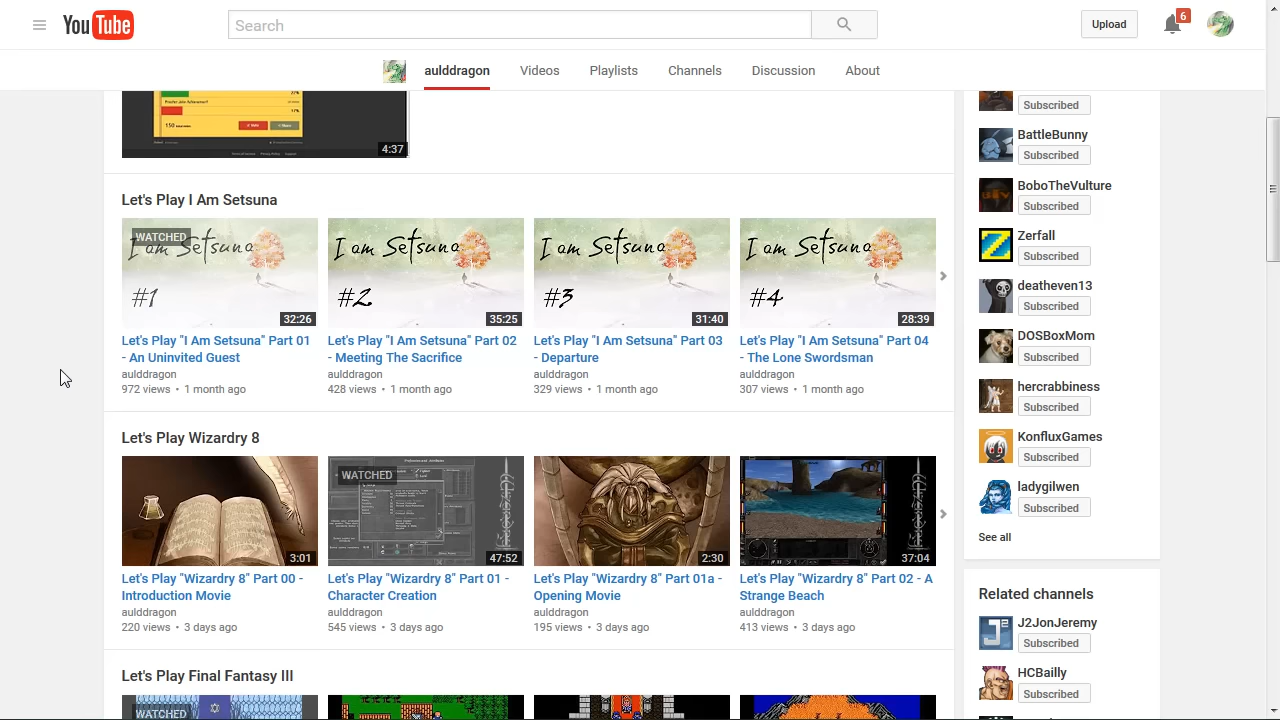 YouTube
Search
Upload
6
aulddragon
Videos
Playlists
Channels
Discussion
About
150
4:37
Let's Play I Am Setsuna
WATCHED
I am Setsuna
#1
32:26
I am Setsuna
#2
35:25
I am Setsuna
#3
31:40
I am Setsuna
#4
28:39
Let's Play "I Am Setsuna" Part 01
- An Uninvited Guest
aulddragon
972 views • 1 month ago
Let's Play "I Am Setsuna" Part 02
- Meeting The Sacrifice
aulddragon
428 views • 1 month ago
Let's Play "I Am Setsuna" Part 03
- Departure
aulddragon
329 views • 1 month ago
Let's Play "I Am Setsuna" Part 04
- The Lone Swordsman
aulddragon
307 views • 1 month ago
Let's Play Wizardry 8
3:01
WATCHED
47:52
2:30
37:04
Let's Play "Wizardry 8" Part 00 -
Introduction Movie
aulddragon
220 views • 3 days ago
Let's Play "Wizardry 8" Part 01 -
Character Creation
aulddragon
545 views • 3 days ago
Let's Play "Wizardry 8" Part 01a -
Opening Movie
aulddragon
195 views • 3 days ago
Let's Play "Wizardry 8" Part 02 - A
Strange Beach
aulddragon
413 views • 3 days ago
Let's Play Final Fantasy III
WATCHED
Subscribed
BattleBunny
Subscribed
BoboTheVulture
Subscribed
Zerfall
Subscribed
deatheven13
Subscribed
DOSBoxMom
Subscribed
hercrabbiness
Subscribed
KonfluxGames
Subscribed
ladygilwen
Subscribed
See all
Related channels
J2JonJeremy
Subscribed
HCBailly
Subscribed